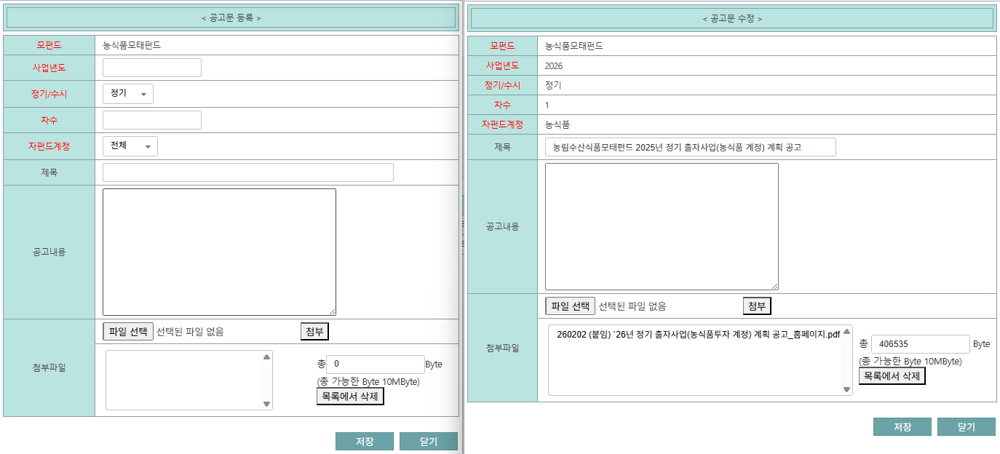 < 공고문 등록 >
모펀드 농식품모태펀드
사업년도
정기/수시 정기
차수
자펀드계정 전체
제목
공고내용
첨부파일
파일 선택 선택된 파일 없음 첨부
총 0 Byte
(총 가능한 Byte 10MByte)
목록에서 삭제
저장 닫기
< 공고문 수정 >
모펀드 농식품모태펀드
사업년도 2026
정기/수시 정기
차수 1
자펀드계정 농식품
제목 농림수산식품모태펀드 2025년 정기 출자사업(농식품 계정) 계획 공고
공고내용
첨부파일
파일 선택 선택된 파일 없음 첨부
260202 (붙임) `26년 정기 출자사업(농식품투자 계정) 계획 공고_홈페이지.pdf
총 406535 Byte
(총 가능한 Byte 10MByte)
목록에서 삭제
저장 닫기